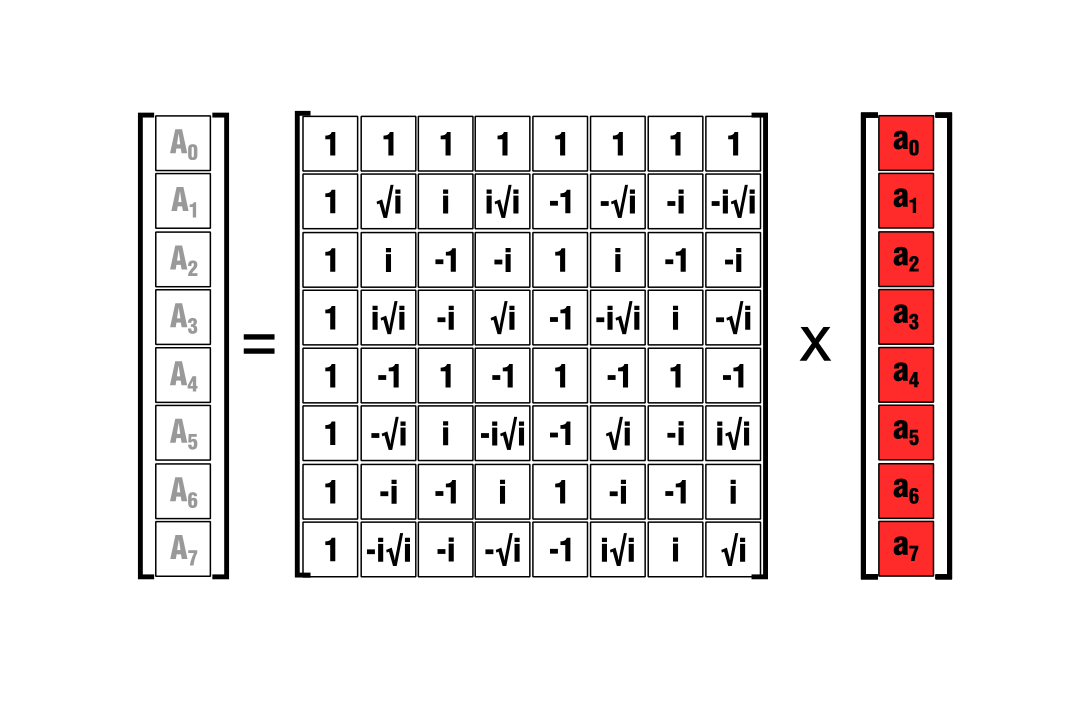 A₀ 1 1 1 1 1 1 1 1 a₀
A₁ 1 √i i i√i -1 -√i -i -i√i a₁
A₂ 1 i -1 -i 1 i -1 -i a₂
A₃ 1 i√i -i √i -1 -i√i i -√i a₃
= x
A₄ 1 -1 1 -1 1 -1 1 -1 a₄
A₅ 1 -√i i -i√i -1 √i -i i√i a₅
A₆ 1 -i -1 i 1 -i -1 i a₆
A₇ 1 -i√i -i -√i -1 i√i i √i a₇